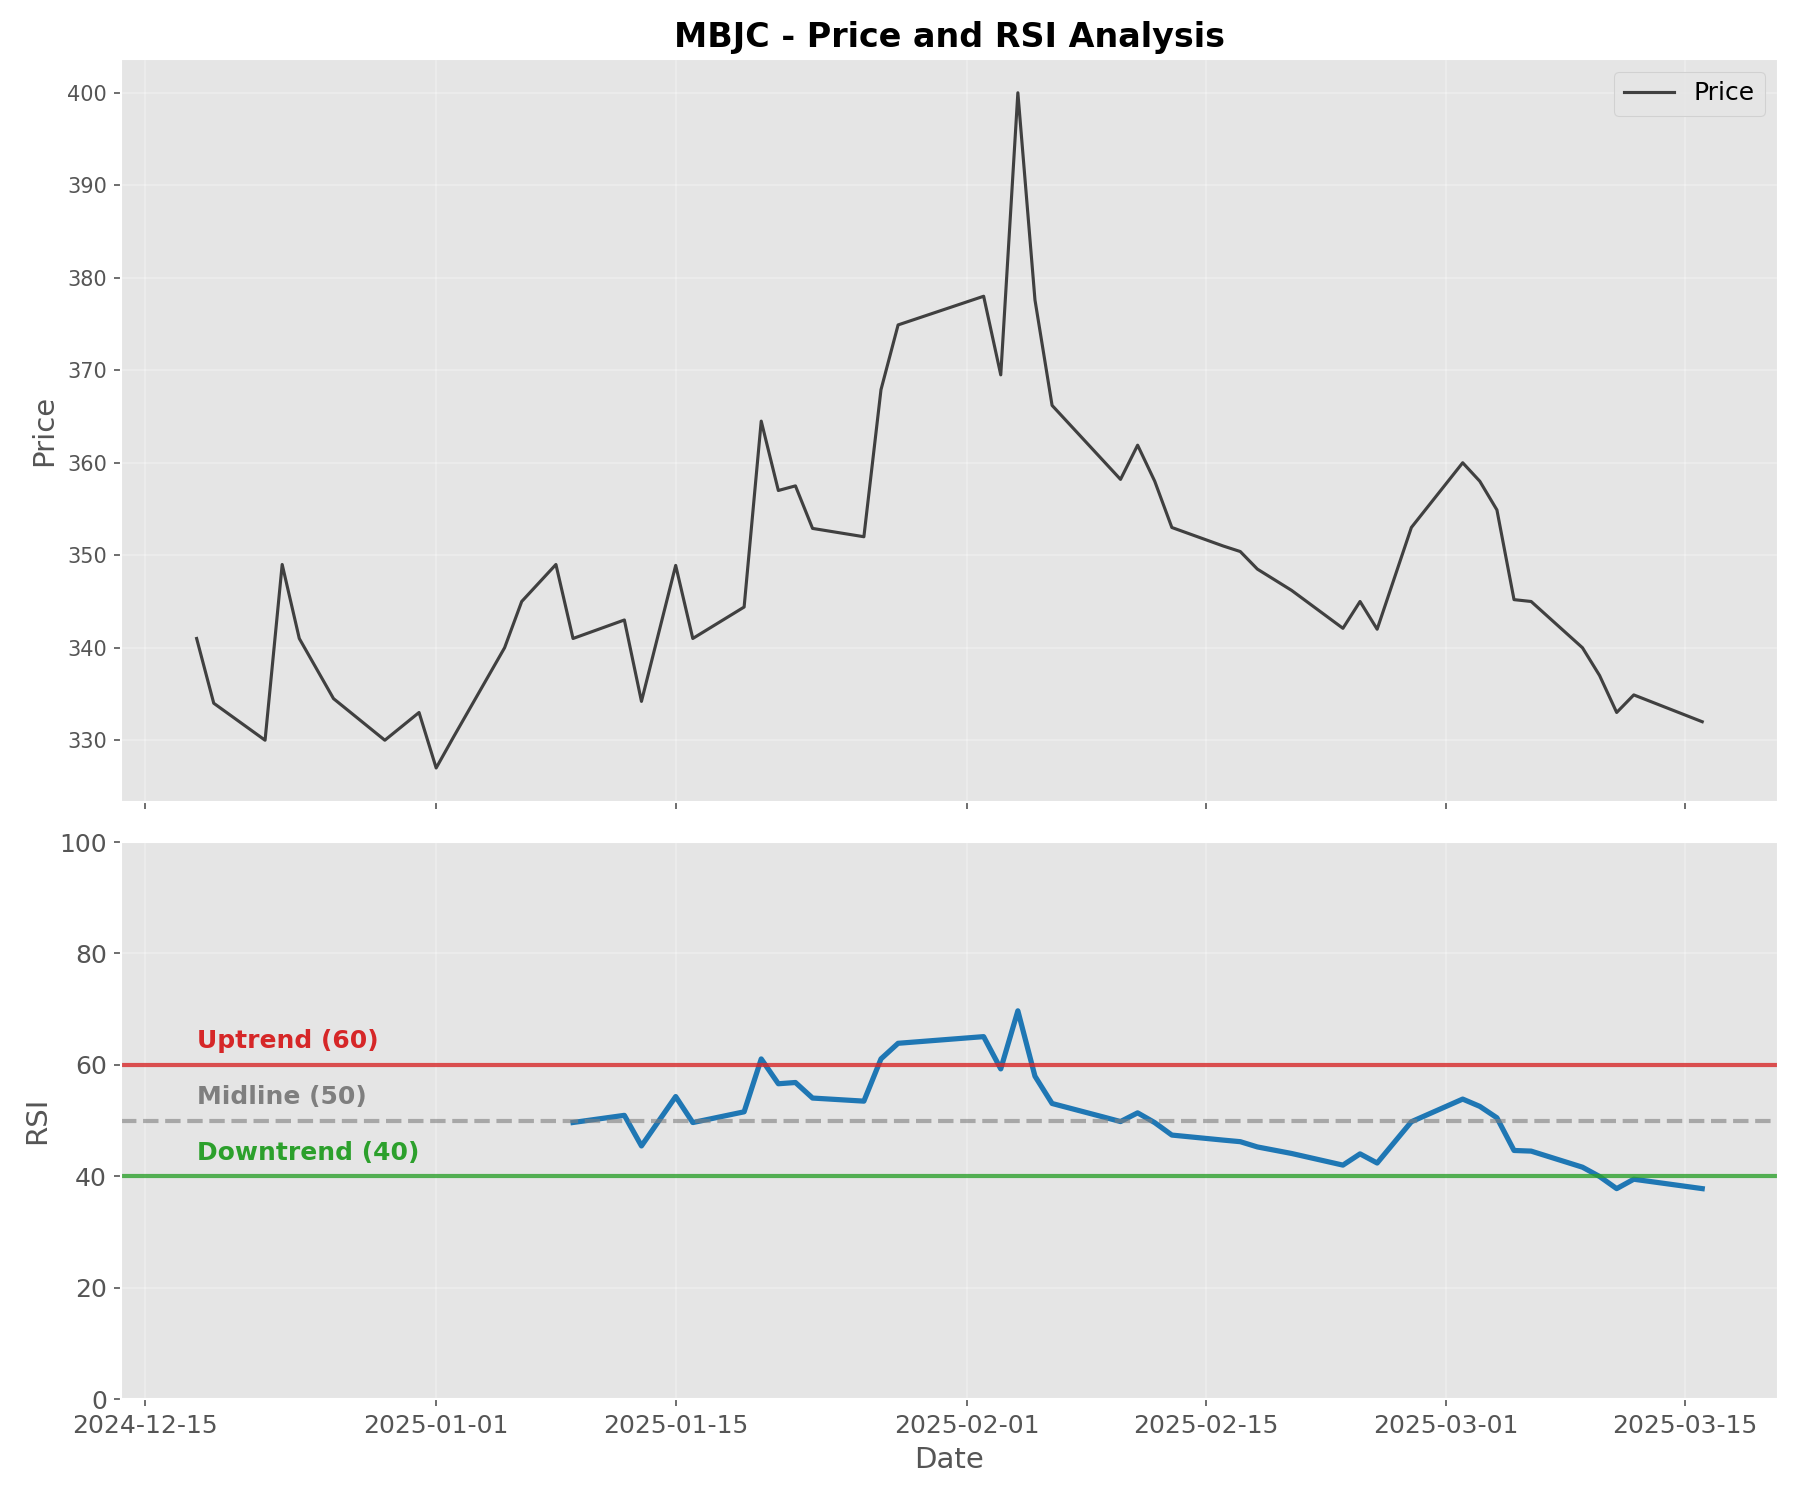 MBJC - Price and RSI Analysis
Price
400
390
380
370
360
350
340
330
Price
100
80
60
40
20
0
RSI
Uptrend (60)
Midline (50)
Downtrend (40)
2024-12-15
2025-01-01
2025-01-15
2025-02-01
2025-02-15
2025-03-01
2025-03-15
Date